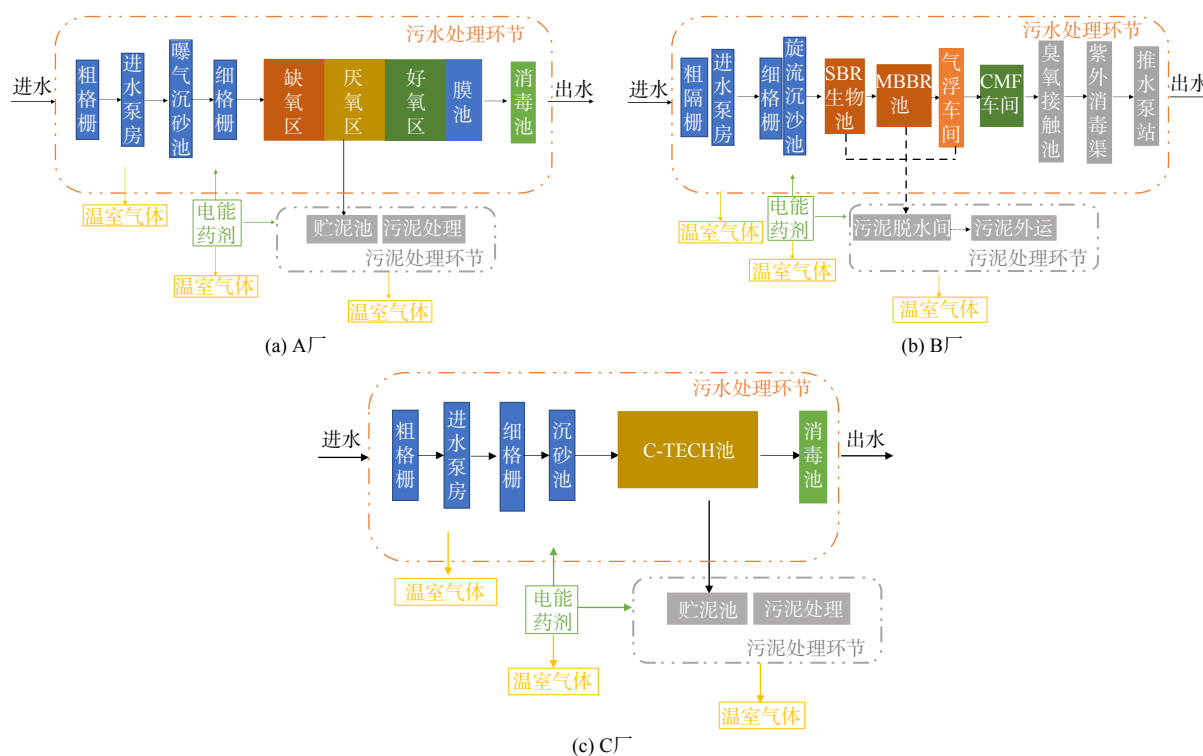 污水处理环节
进水
粗格栅
进水泵房
曝气沉砂池
细格栅
缺氧区
厌氧区
好氧区
膜池
消毒池
出水
温室气体
电能
药剂
贮泥池
污泥处理
污泥处理环节
温室气体
温室气体
(a) A厂
污水处理环节
进水
粗隔栅
进水泵房
细格栅
旋流沉沙池
SBR
生物
池
MBBR
池
气浮车间
CMF
车间
臭氧接触池
紫外消毒渠
推水泵站
出水
温室气体
电能
药剂
污泥脱水间
污泥外运
污泥处理环节
温室气体
温室气体
(b) B厂
污水处理环节
进水
粗格栅
进水泵房
细格栅
沉砂池
C-TECH池
消毒池
出水
温室气体
电能
药剂
贮泥池
污泥处理
污泥处理环节
温室气体
温室气体
(c) C厂